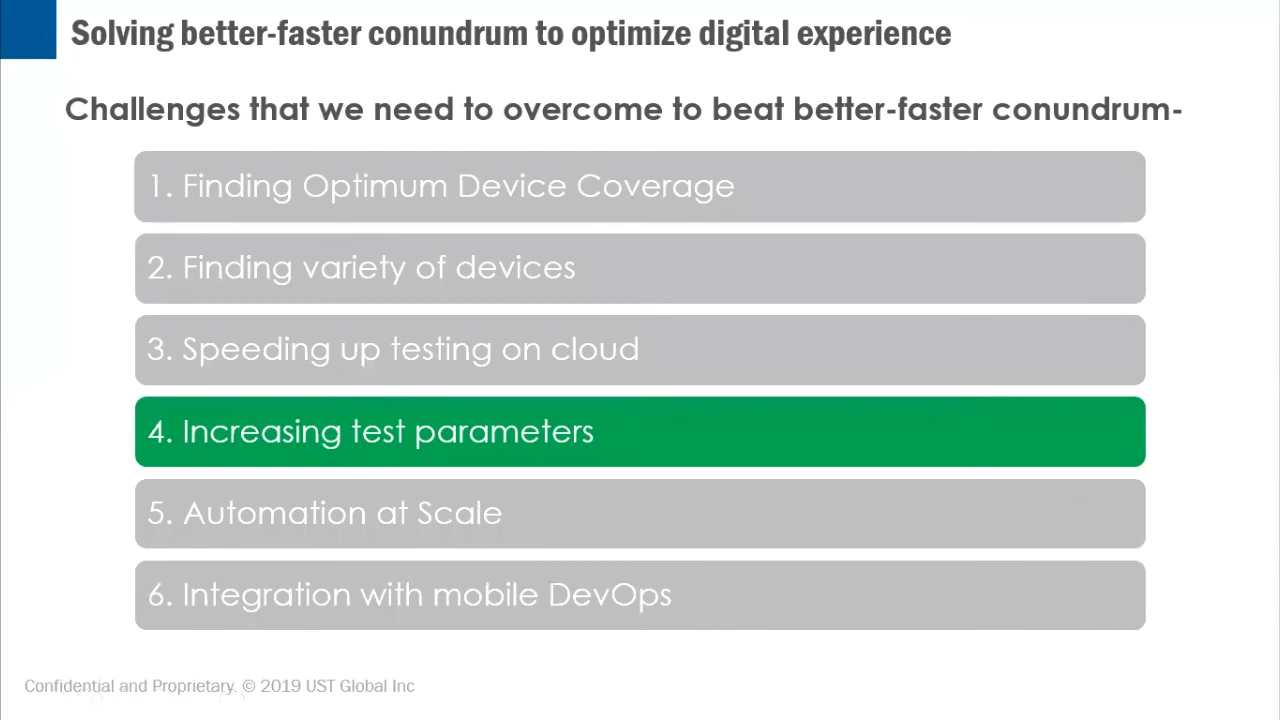 Solving better-faster conundrum to optimize digital experience
Challenges that we need to overcome to beat better-faster conundrum-
1. Finding Optimum Device Coverage
2. Finding variety of devices
3. Speeding up testing on cloud
4. Increasing test parameters
5. Automation at Scale
6. Integration with mobile DevOps
Confidential and Proprietary. © 2019 UST Global Inc